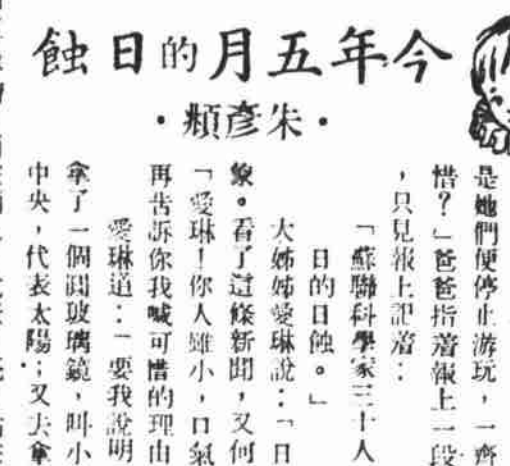 今年五月的日蝕
·朱彥頫·
是她們便停止游玩，一齊
惜？」爸爸指着報上一段
，只見報上記着：
「蘇聯科學家三十人
日的日蝕。」
大姊姊愛琳說：「日
象。看了這條新聞，又何
「愛琳！你人雖小，口氣
再告訴你我喊可惜的理由
愛琳道：「要我說明
拿了一個圓玻璃鏡，叫小
中央，代表太陽；又去拿